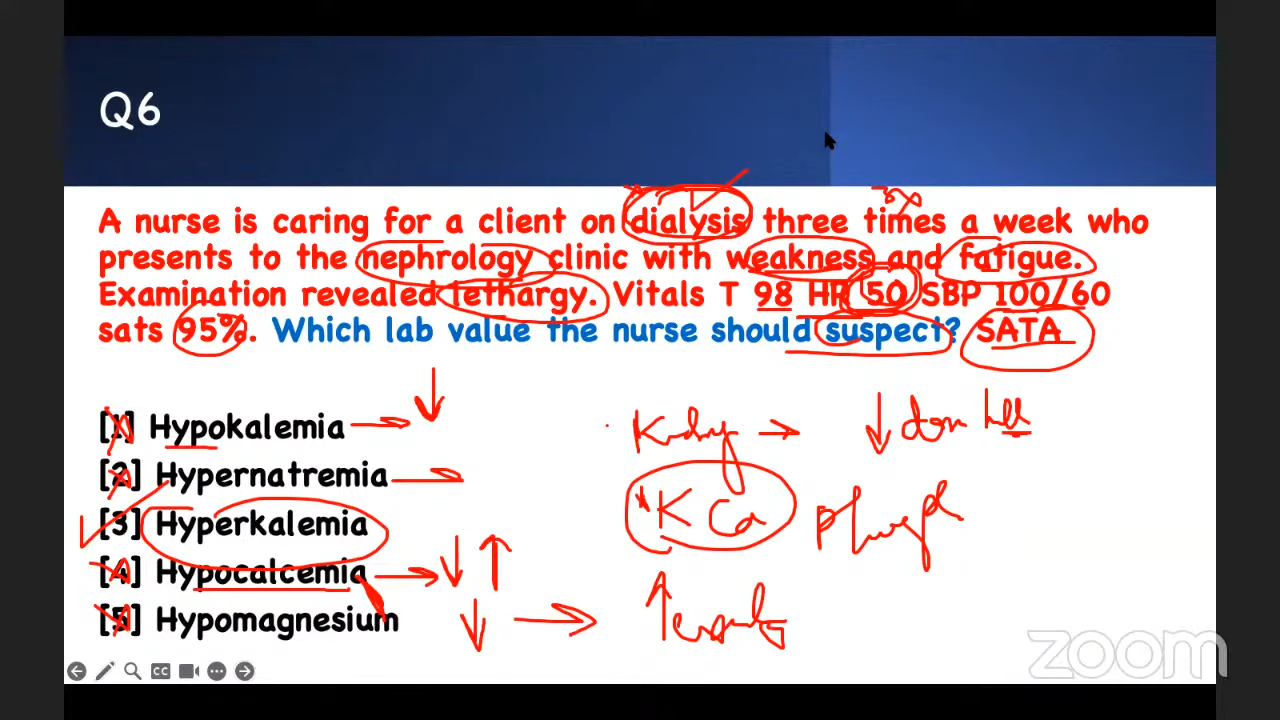 Q6
A nurse is caring for a client on dialysis three times a week who
presents to the nephrology clinic with weakness and fatigue.
Examination revealed lethargy. Vitals T 98 HR 50 SBP 100/60
sats 95%. Which lab value the nurse should suspect? SATA
[1] Hypokalemia
[2] Hypernatremia
[3] Hyperkalemia
[4] Hypocalcemia
[5] Hypomagnesium
3x
K Ca
CC
zoom